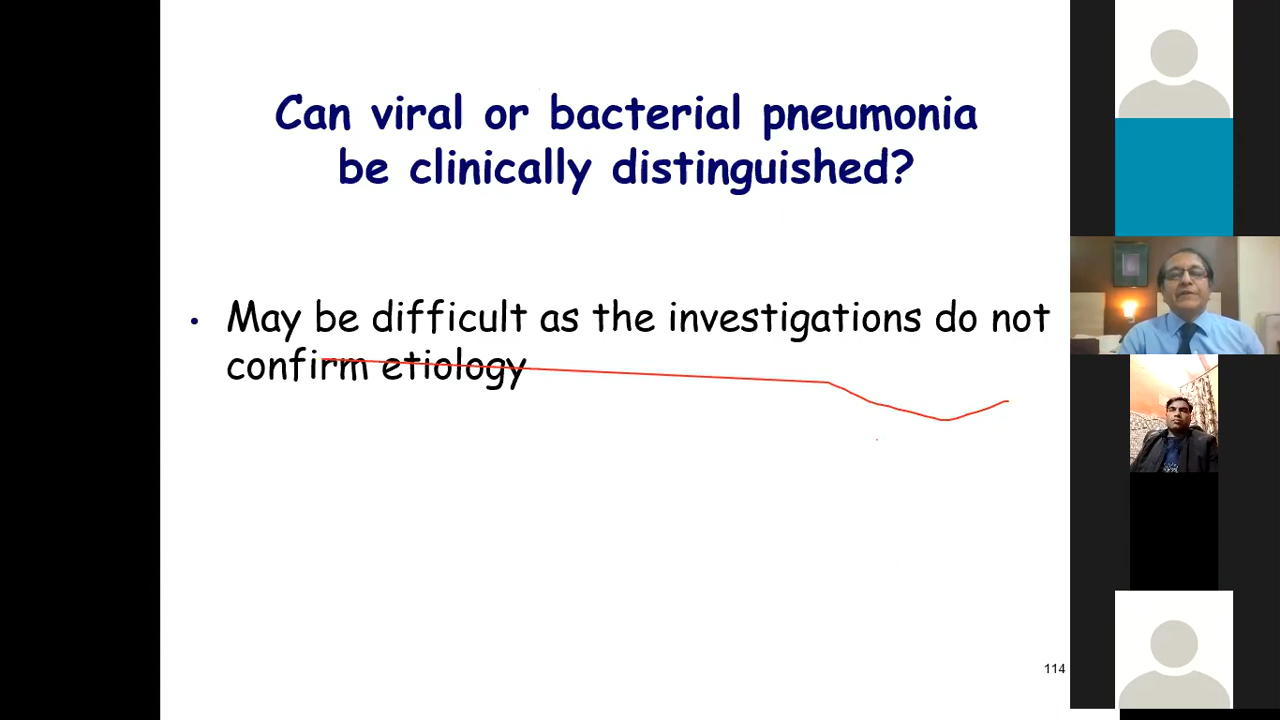 Can viral or bacterial pneumonia
be clinically distinguished?
• May be difficult as the investigations do not
confirm etiology
114